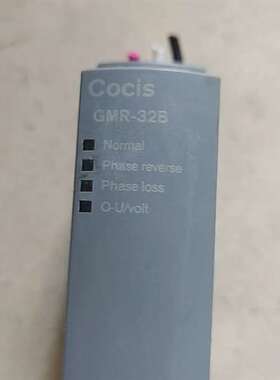 Cocis
GMR-32B
Normal
Phase reverse
Phase loss
O-U/volt